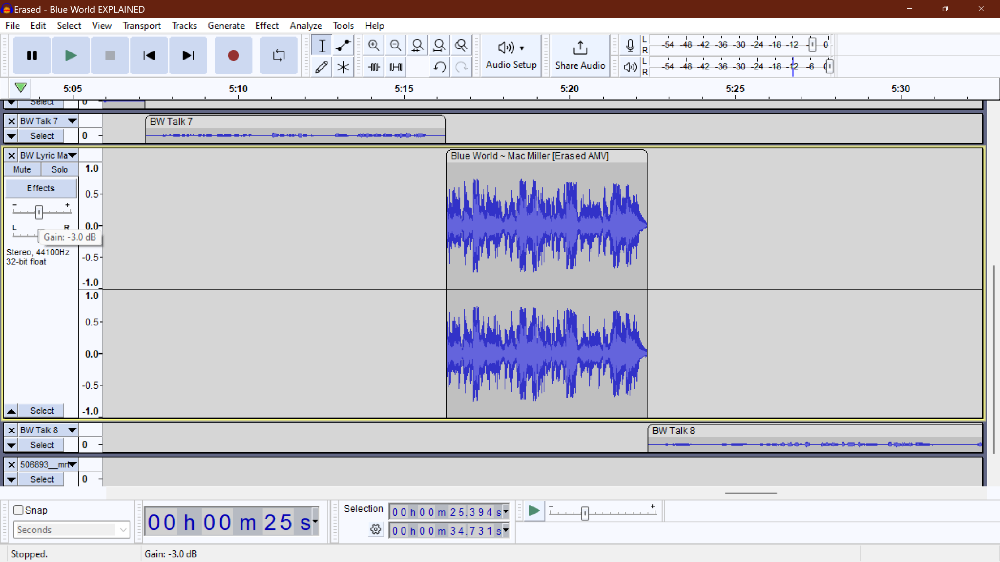 Erased - Blue World EXPLAINED
File Edit Select View Transport Tracks Generate Effect Analyze Tools Help
Audio Setup
Share Audio
L -54 -48 -42 -36 -30 -24 -18 -12 0
R
L -54 -48 -42 -36 -30 -24 -18 -12 -6
R
5:05 5:10 5:15 5:20 5:25 5:30
Select 0
BW Talk 7 BW Talk 7
Select 0
BW Lyric Ma Blue World ~ Mac Miller [Erased AMV]
Mute Solo 1.0
Effects
0.5
- +
L R 0.0
Gain: -3.0 dB
Stereo, 44100Hz -0.5
32-bit float
-1.0
1.0
0.5
0.0
-0.5
Select -1.0
BW Talk 8 BW Talk 8
Select 0
506893__mrt
Select 0
Snap
Seconds
00 h 00 m 25 s
Selection 00 h 00 m 25.394 s
00 h 00 m 34.731 s
- +
Stopped. Gain: -3.0 dB